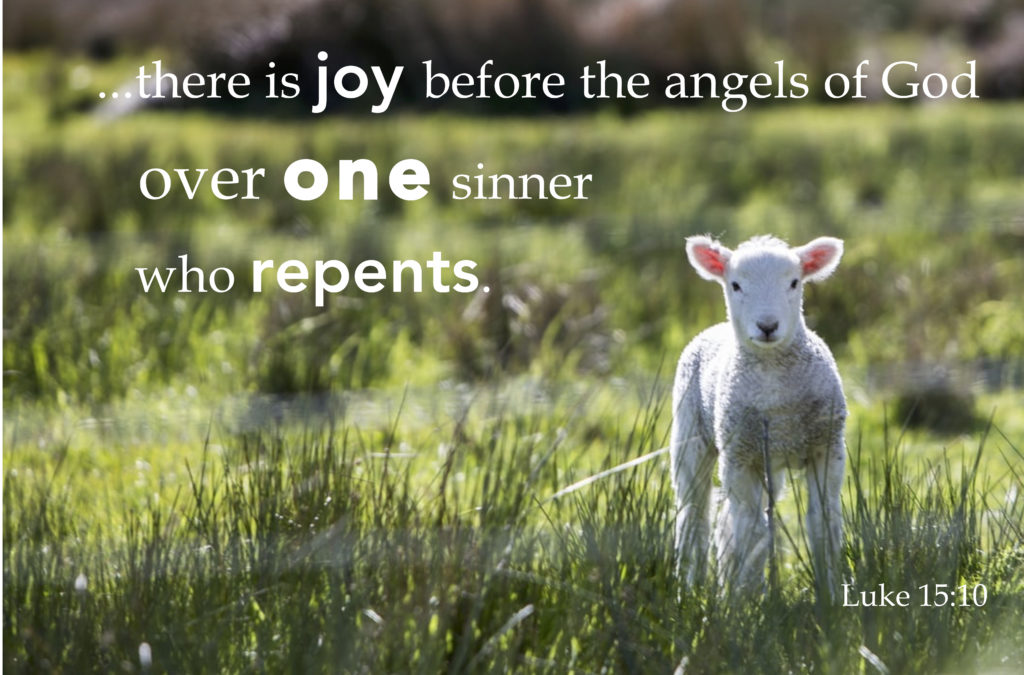 ...there is joy before the angels of God
over one sinner
who repents.
Luke 15:10